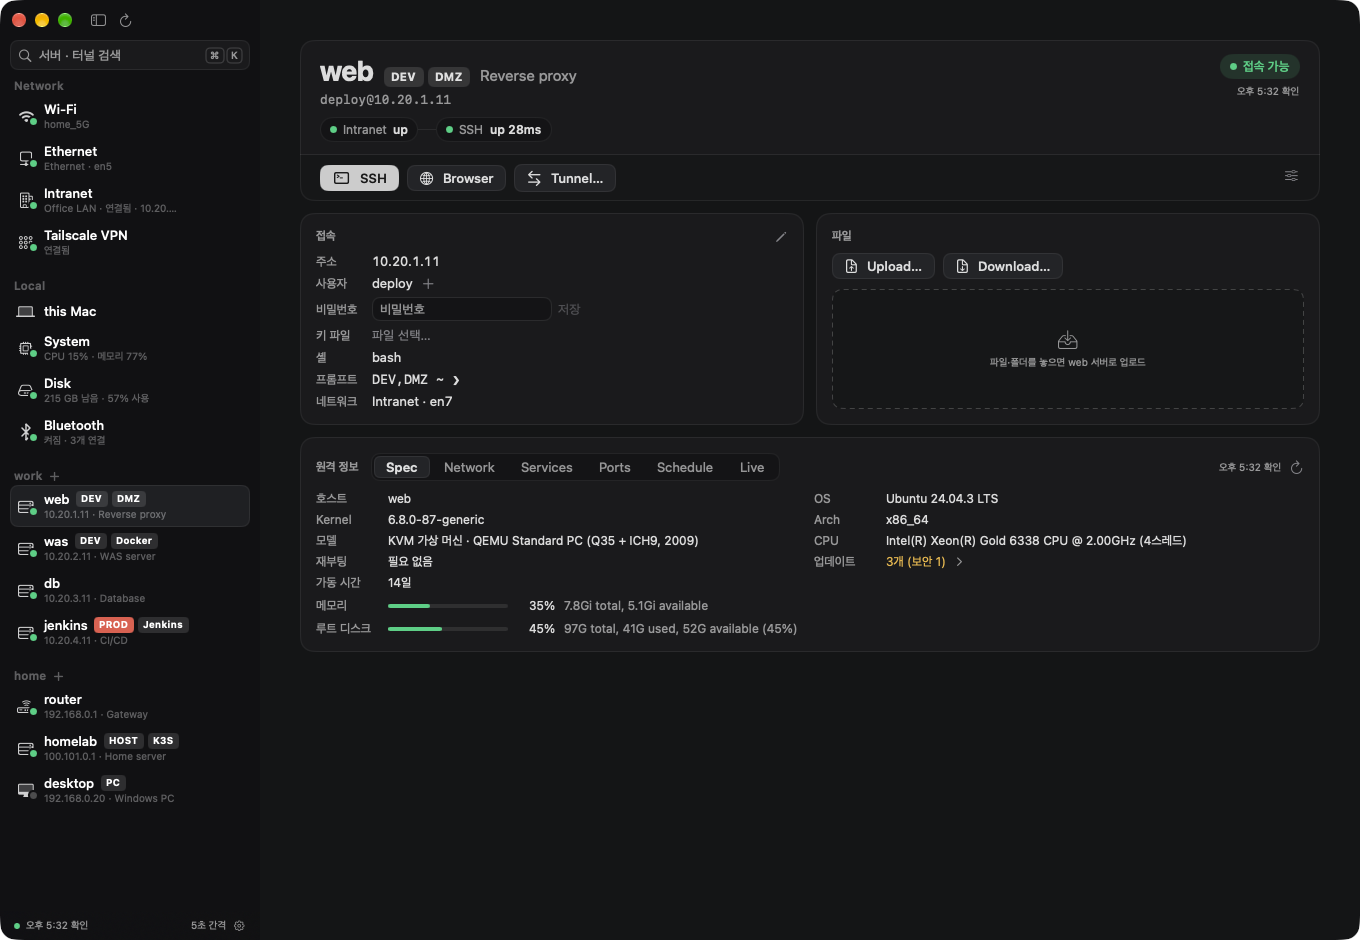 서버 · 터널 검색 ⌘ K
Network
Wi-Fi
home_5G
Ethernet
Ethernet · en5
Intranet
Office LAN · 연결됨 · 10.20....
Tailscale VPN
연결됨
Local
this Mac
System
CPU 15% · 메모리 77%
Disk
215 GB 남음 · 57% 사용
Bluetooth
켜짐 · 3개 연결
work
web DEV DMZ
10.20.1.11 · Reverse proxy
was DEV Docker
10.20.2.11 · WAS server
db
10.20.3.11 · Database
jenkins PROD Jenkins
10.20.4.11 · CI/CD
home
router
192.168.0.1 · Gateway
homelab HOST K3S
100.101.0.1 · Home server
desktop PC
192.168.0.20 · Windows PC
오후 5:32 확인 5초 간격
web DEV DMZ Reverse proxy
접속 가능
deploy@10.20.1.11
오후 5:32 확인
Intranet up SSH up 28ms
SSH Browser Tunnel...
접속
주소 10.20.1.11
사용자 deploy
비밀번호 비밀번호 저장
키 파일 파일 선택...
셸 bash
프롬프트 DEV,DMZ ~ ❯
네트워크 Intranet · en7
파일
Upload... Download...
파일·폴더를 놓으면 web 서버로 업로드
원격 정보 Spec Network Services Ports Schedule Live 오후 5:32 확인
호스트 web
Kernel 6.8.0-87-generic
모델 KVM 가상 머신 · QEMU Standard PC (Q35 + ICH9, 2009)
재부팅 필요 없음
가동 시간 14일
메모리 35% 7.8Gi total, 5.1Gi available
루트 디스크 45% 97G total, 41G used, 52G available (45%)
OS Ubuntu 24.04.3 LTS
Arch x86_64
CPU Intel(R) Xeon(R) Gold 6338 CPU @ 2.00GHz (4스레드)
업데이트 3개 (보안 1)